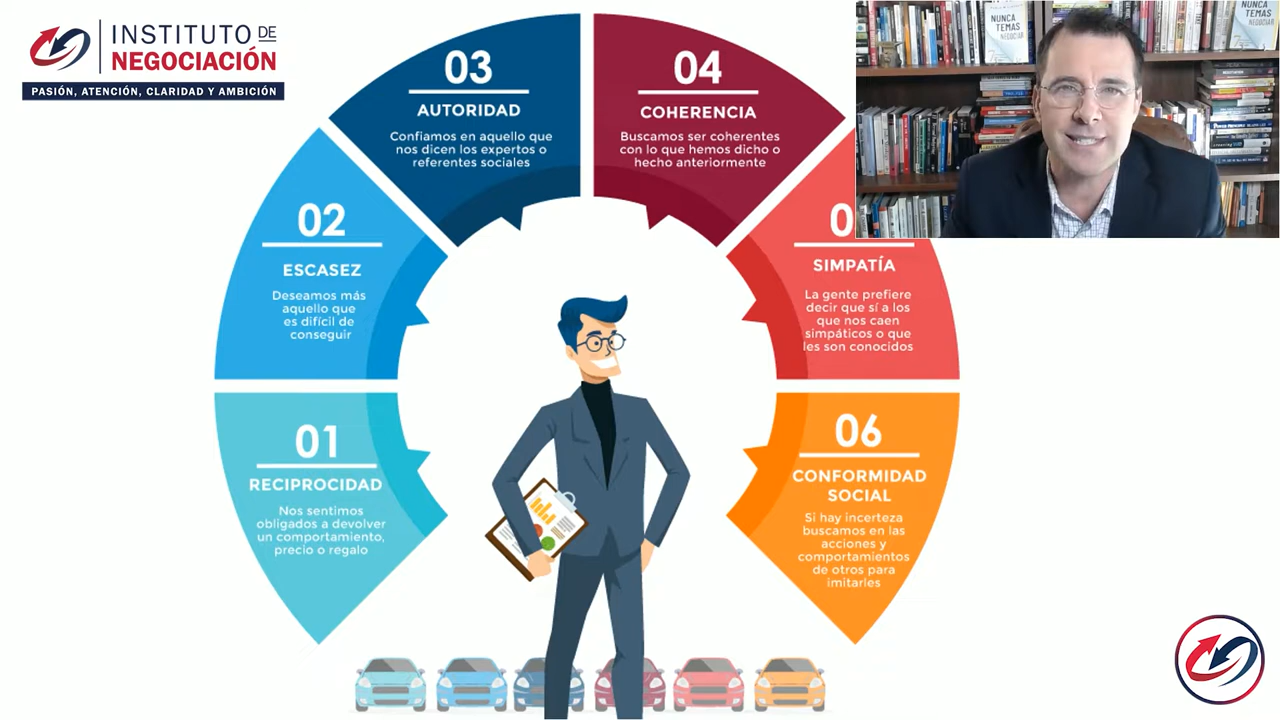 INSTITUTO DE
NEGOCIACIÓN
PASIÓN, ATENCIÓN, CLARIDAD Y AMBICIÓN
01
RECIPROCIDAD
Nos sentimos
obligados a devolver
un comportamiento,
precio o regalo
02
ESCASEZ
Deseamos más
aquello que
es difícil de
conseguir
03
AUTORIDAD
Confiamos en aquello que
nos dicen los expertos o
referentes sociales
04
COHERENCIA
Buscamos ser coherentes
con lo que hemos dicho o
hecho anteriormente
0
SIMPATÍA
La gente prefiere
decir que sí a los
que nos caen
simpáticos o que
les son conocidos
06
CONFORMIDAD
SOCIAL
Si hay incerteza
buscamos en las
acciones y
comportamientos
de otros para
imitarles
NUNCA
TEMAS
NEGOCIAR
NUNCA
TEMAS
NEGOCIAR